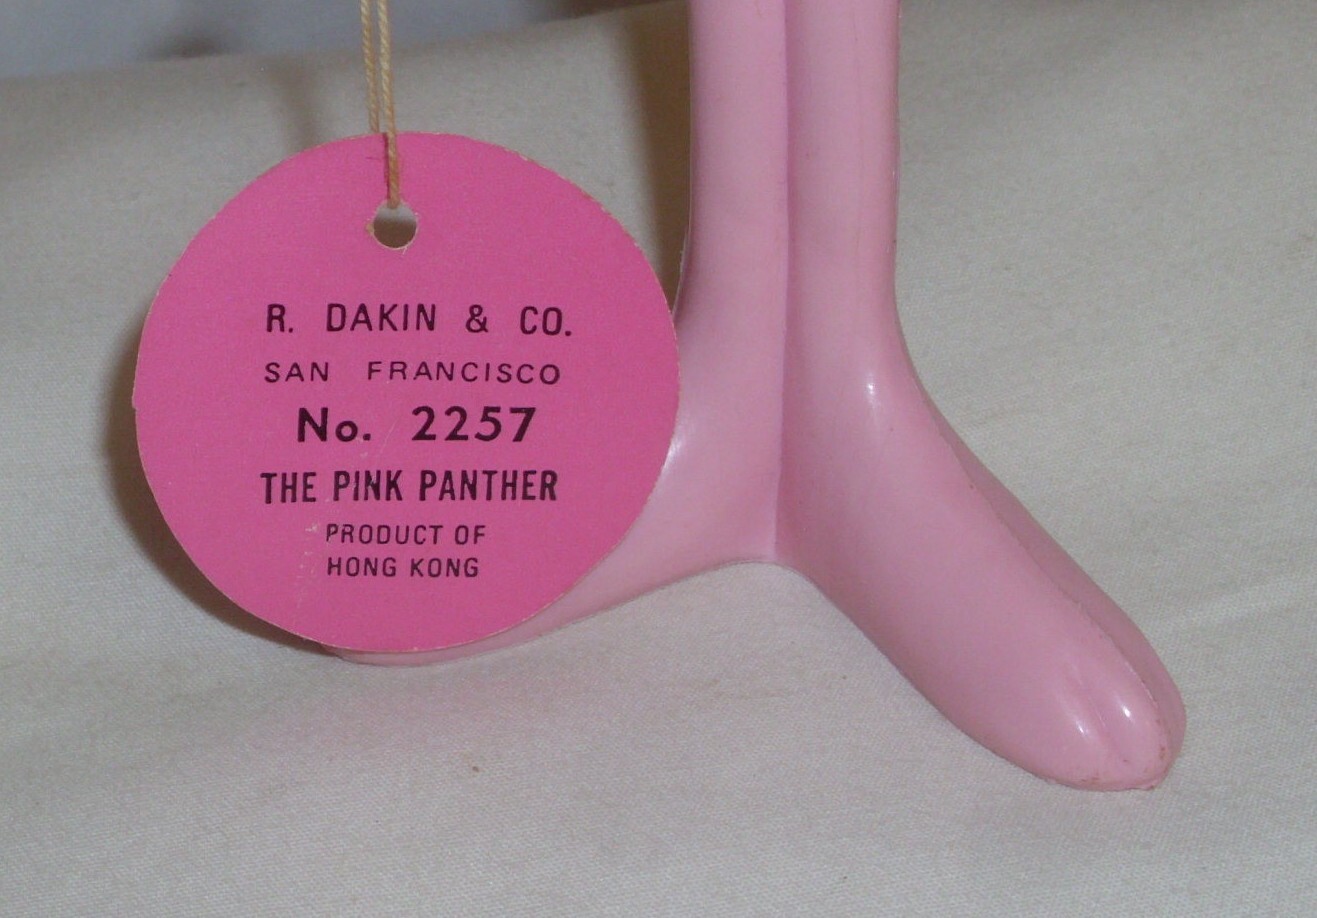 R. DAKIN & CO.
SAN FRANCISCO
No. 2257
THE PINK PANTHER
PRODUCT OF
HONG KONG